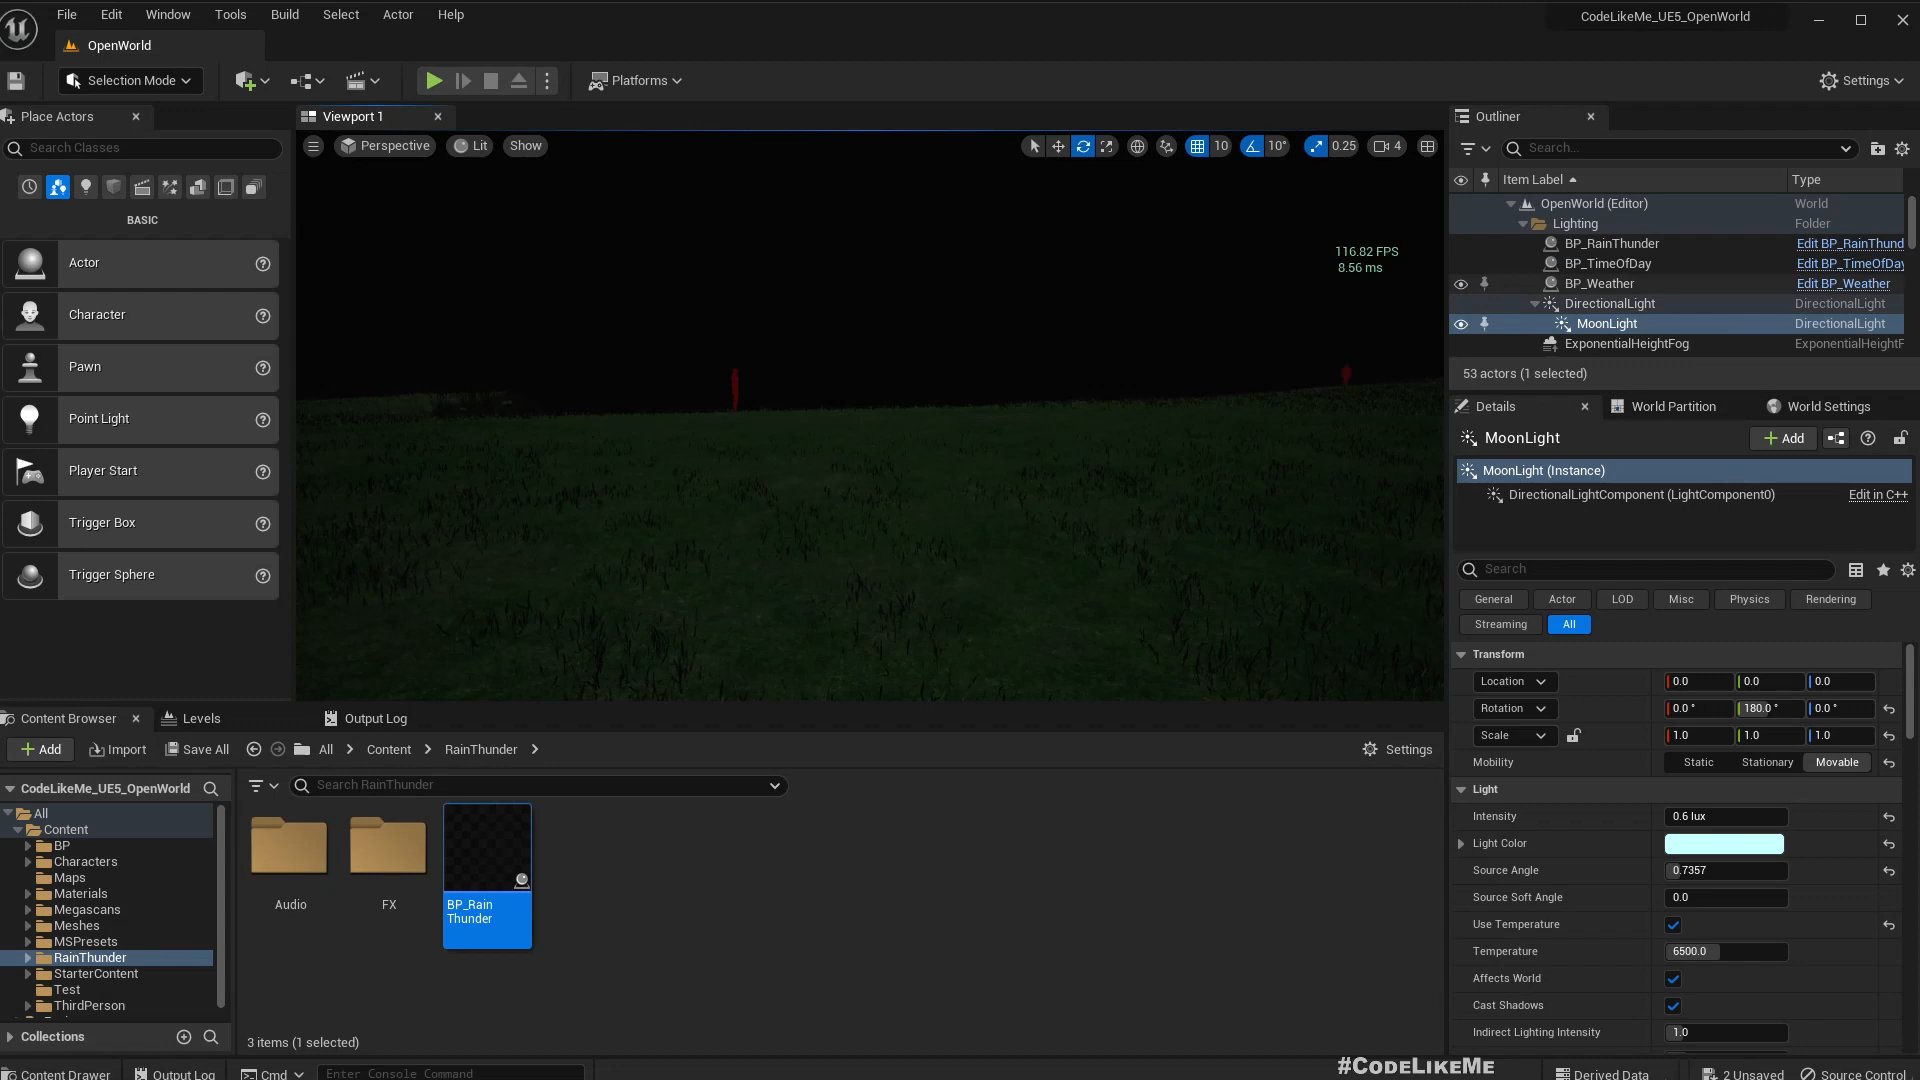 File Edit Window Tools Build Select Actor Help
CodeLikeMe_UE5_OpenWorld
OpenWorld
Selection Mode
Platforms
Settings
Place Actors
Search Classes
BASIC
Actor
Character
Pawn
Point Light
Player Start
Trigger Box
Trigger Sphere
Viewport 1
Perspective Lit Show
10 10° 0.25 4
116.82 FPS
8.56 ms
Outliner
Search...
Item Label Type
OpenWorld (Editor) World
Lighting Folder
BP_RainThunder Edit BP_RainThund
BP_TimeOfDay Edit BP_TimeOfDay
BP_Weather Edit BP_Weather
DirectionalLight DirectionalLight
MoonLight DirectionalLight
ExponentialHeightFog ExponentialHeightF
53 actors (1 selected)
Details World Partition World Settings
MoonLight Add
MoonLight (Instance)
DirectionalLightComponent (LightComponent0) Edit in C++
Search
General Actor LOD Misc Physics Rendering
Streaming All
Transform
Location 0.0 0.0 0.0
Rotation 0.0 ° 180.0 ° 0.0 °
Scale 1.0 1.0 1.0
Mobility Static Stationary Movable
Light
Intensity 0.6 lux
Light Color
Source Angle 0.7357
Source Soft Angle 0.0
Use Temperature
Temperature 6500.0
Affects World
Cast Shadows
Indirect Lighting Intensity 1.0
Content Browser Levels Output Log
Add Import Save All All Content RainThunder Settings
CodeLikeMe_UE5_OpenWorld
Search RainThunder
All
Content
BP
Characters
Maps
Materials
Megascans
Meshes
MSPresets
RainThunder
StarterContent
Test
ThirdPerson
Collections
Audio
FX
BP_Rain
Thunder
3 items (1 selected)
#CodeLikeMe
Content Drawer Output Log Cmd Enter Console Command Derived Data 2 Unsaved Source Control